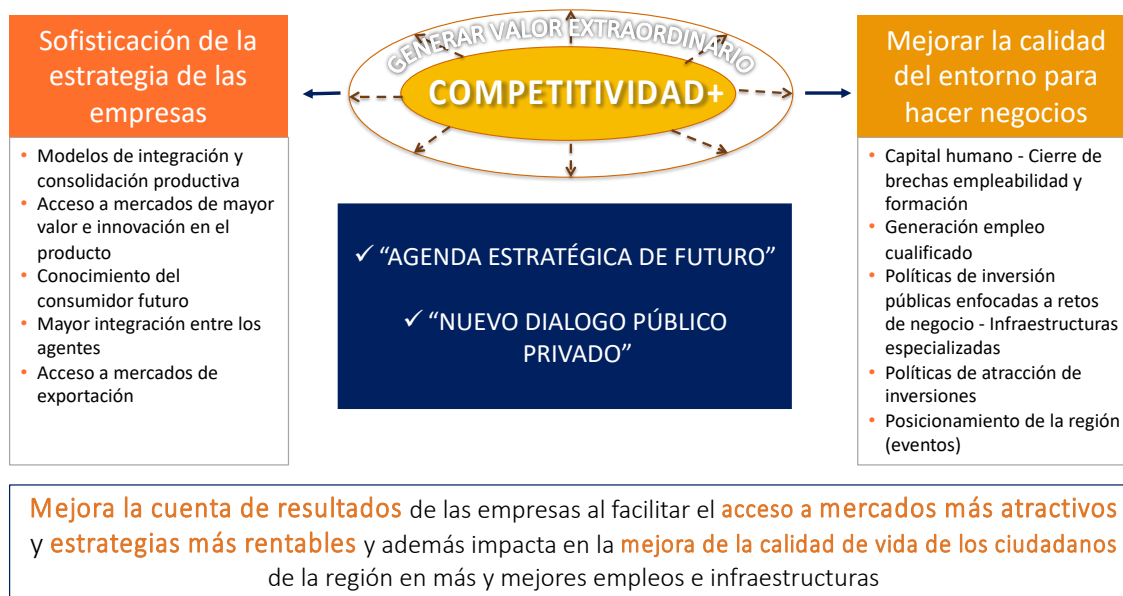 Sofisticación de la
estrategia de las
empresas
• Modelos de integración y
consolidación productiva
• Acceso a mercados de mayor
valor e innovación en el
producto
• Conocimiento del
consumidor futuro
• Mayor integración entre los
agentes
• Acceso a mercados de
exportación
GENERAR VALOR EXTRAORDINARIO
COMPETITIVIDAD+
✓ “AGENDA ESTRATÉGICA DE FUTURO”
✓ “NUEVO DIALOGO PÚBLICO
PRIVADO”
Mejorar la calidad
del entorno para
hacer negocios
• Capital humano - Cierre de
brechas empleabilidad y
formación
• Generación empleo
cualificado
• Políticas de inversión
públicas enfocadas a retos
de negocio - Infraestructuras
especializadas
• Políticas de atracción de
inversiones
• Posicionamiento de la región
(eventos)
Mejora la cuenta de resultados de las empresas al facilitar el acceso a mercados más atractivos
y estrategias más rentables y además impacta en la mejora de la calidad de vida de los ciudadanos
de la región en más y mejores empleos e infraestructuras